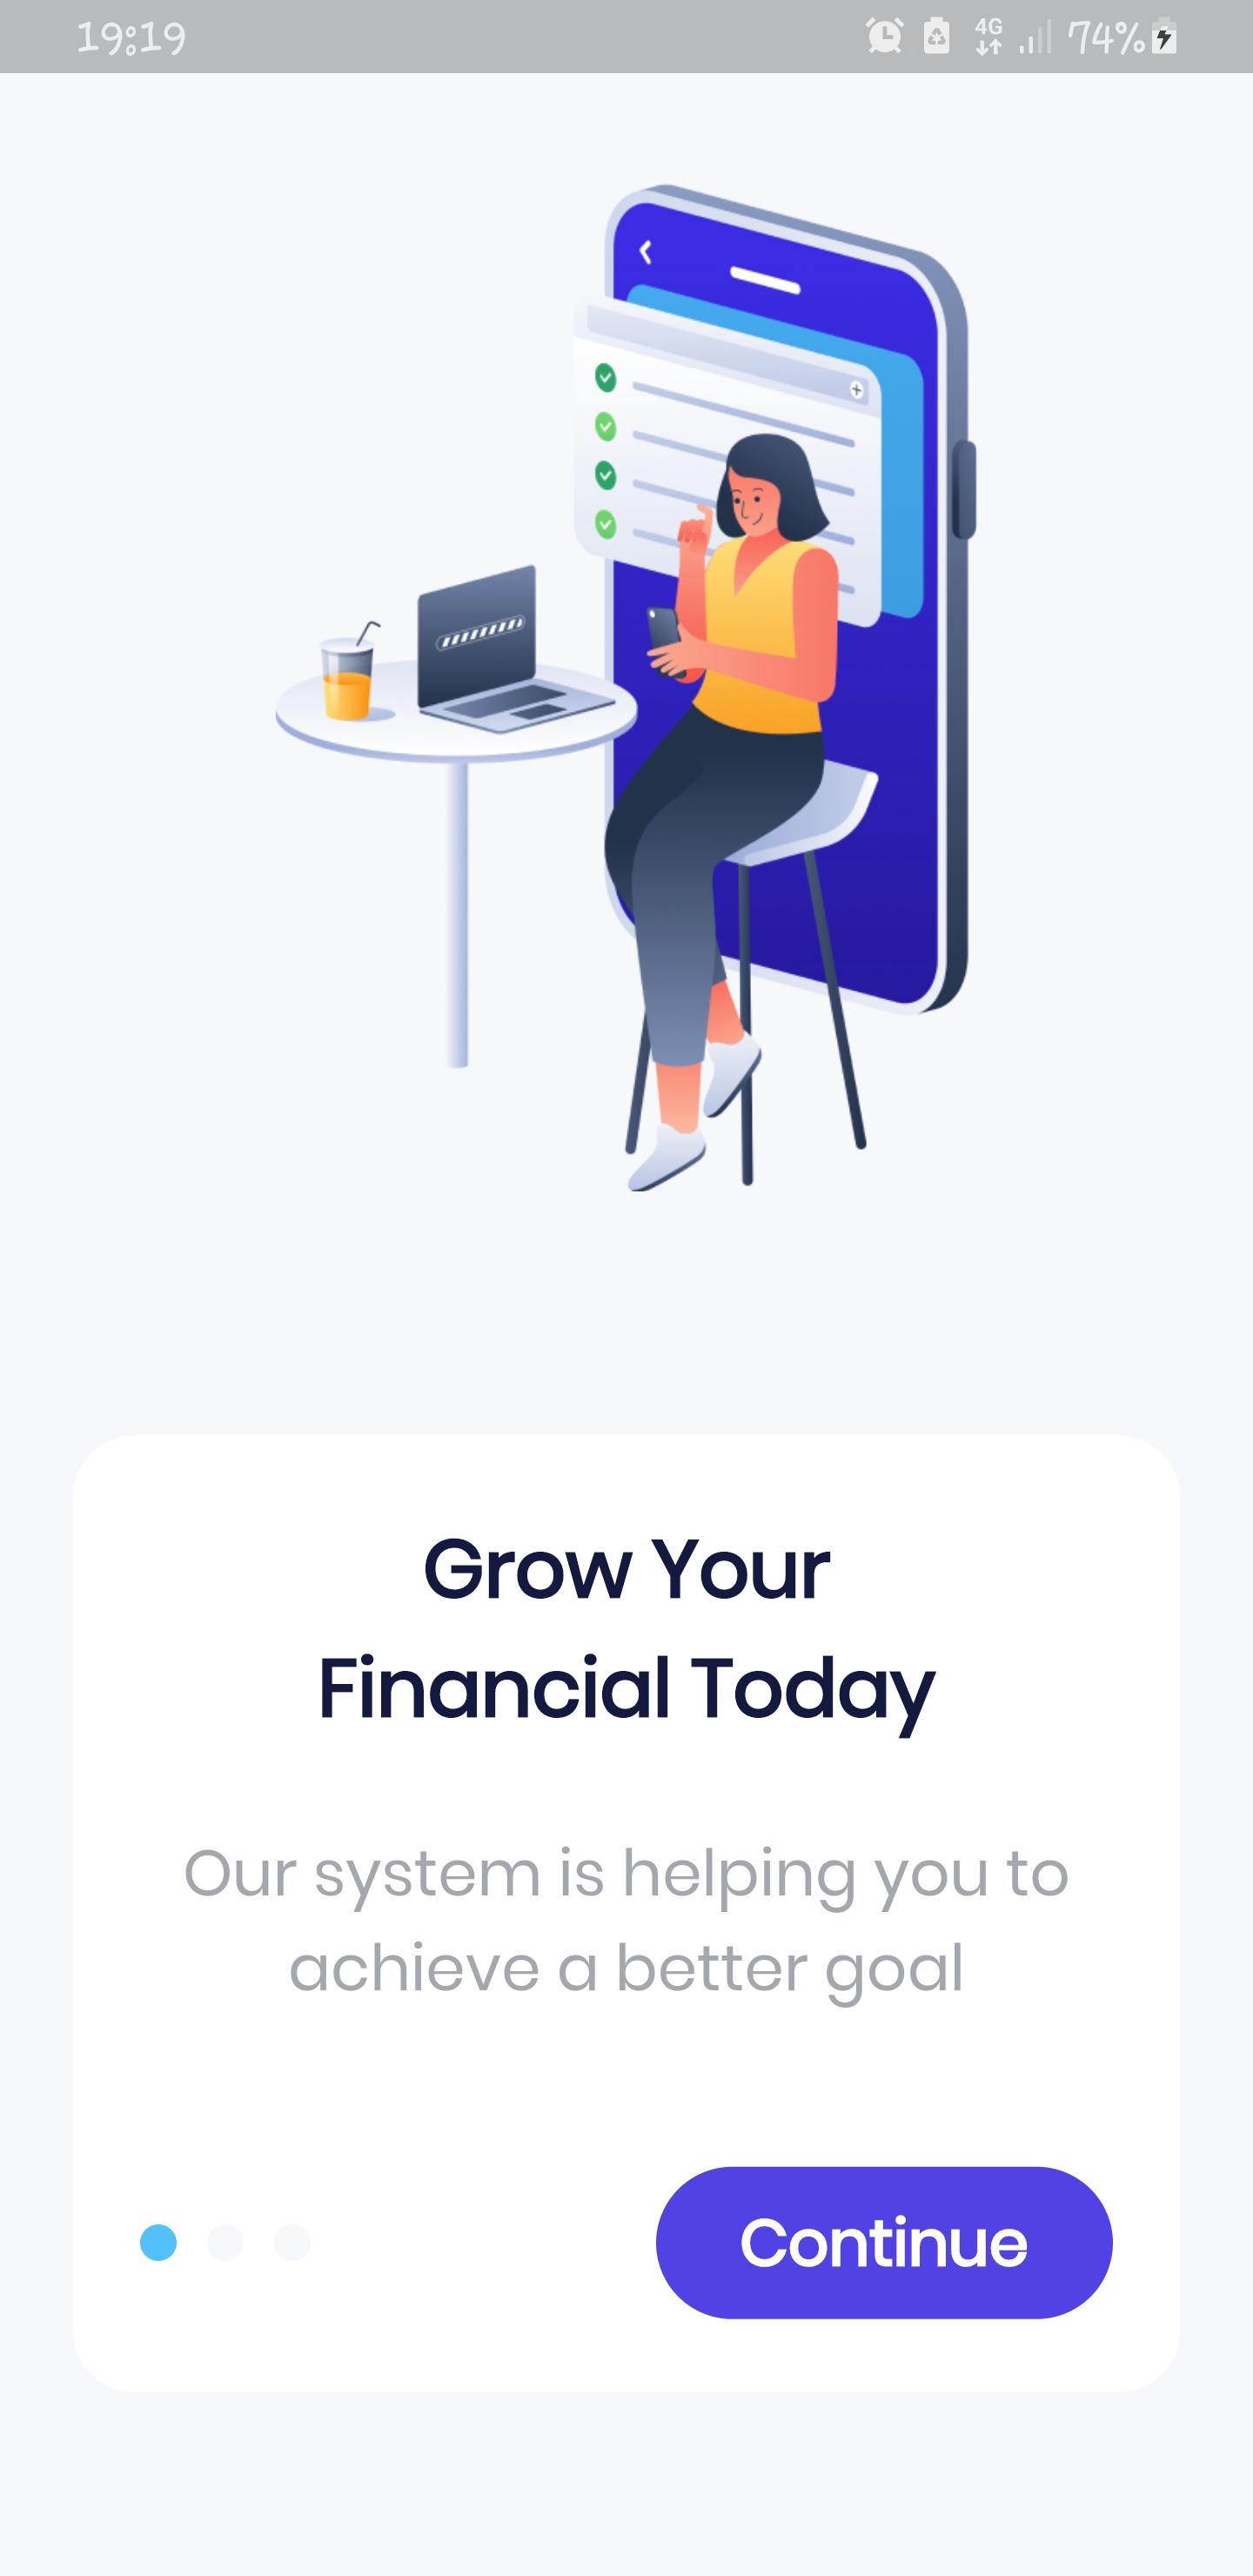 19:19
4G
74%
Grow Your
Financial Today
Our system is helping you to
achieve a better goal
Continue